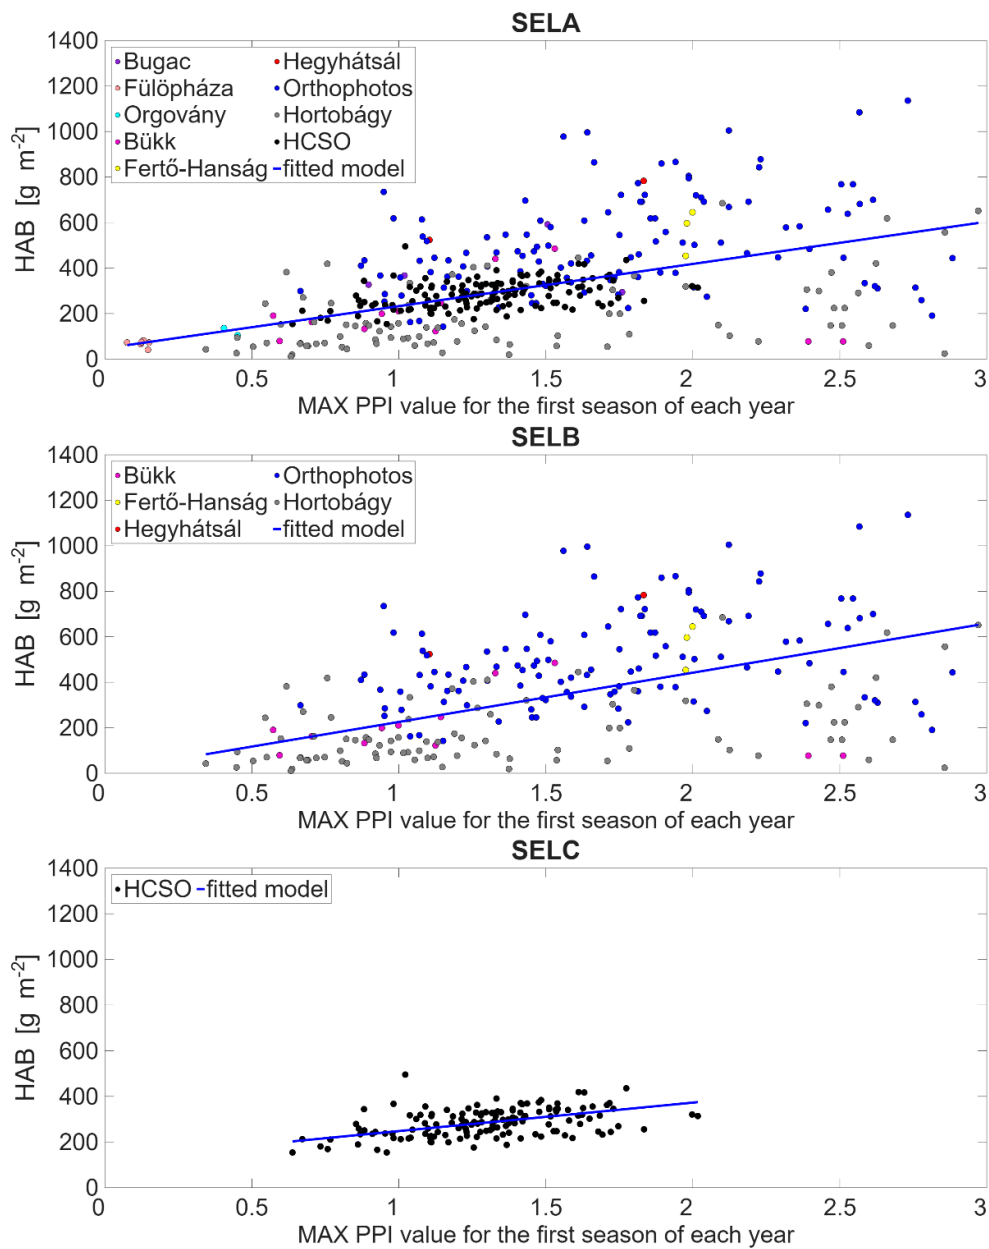 SELA
1400
1200
1000
800
600
400
200
0
HAB [g m-2]
Bugac
Fülöpháza
Orgovány
Bükk
Fertő-Hanság
Hegyhátsál
Orthophotos
Hortobágy
HCSO
fitted model
0 0.5 1 1.5 2 2.5 3
MAX PPI value for the first season of each year
SELB
1400
1200
1000
800
600
400
200
0
HAB [g m-2]
Bükk
Fertő-Hanság
Hegyhátsál
Orthophotos
Hortobágy
fitted model
0 0.5 1 1.5 2 2.5 3
MAX PPI value for the first season of each year
SELC
1400
1200
1000
800
600
400
200
0
HAB [g m-2]
HCSO fitted model
0 0.5 1 1.5 2 2.5 3
MAX PPI value for the first season of each year